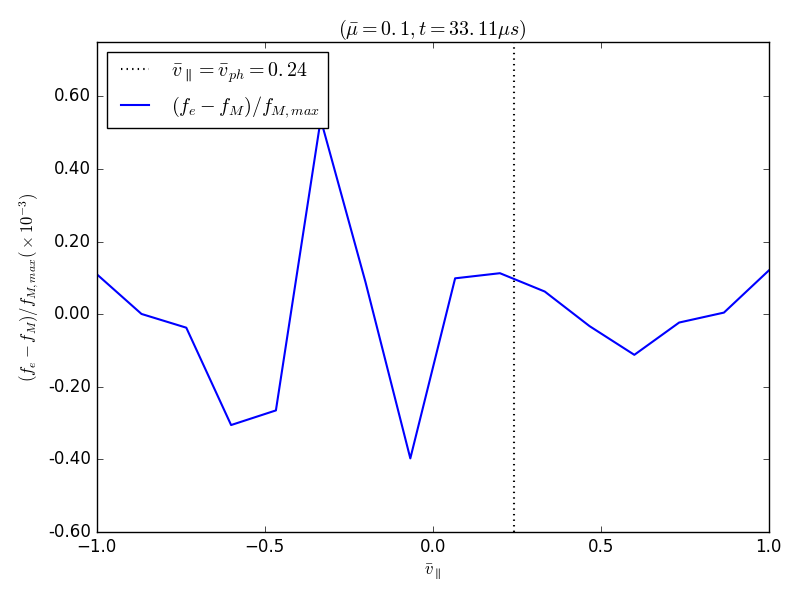 (μ̄ = 0.1, t = 33.11μs)
v̄∥ = v̄ph = 0.24
(fe − fM)/fM,max
0.60
0.40
0.20
0.00
-0.20
-0.40
-0.60
(fe − fM)/fM,max(×10⁻³)
−1.0 −0.5 0.0 0.5 1.0
v̄∥